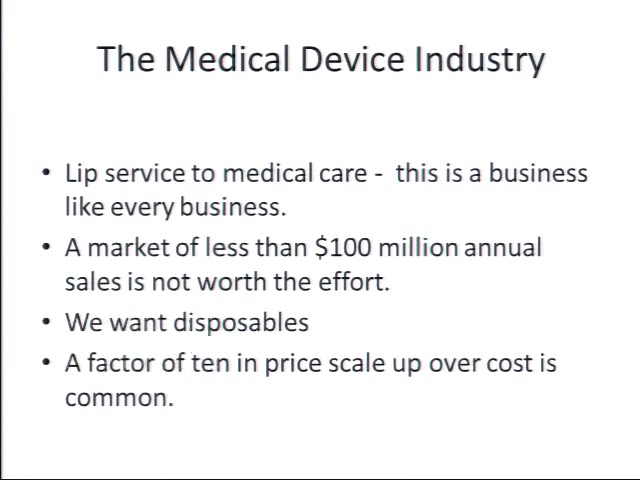 The Medical Device Industry
• Lip service to medical care -  this is a business
like every business.
• A market of less than $100 million annual
sales is not worth the effort.
• We want disposables
• A factor of ten in price scale up over cost is
common.